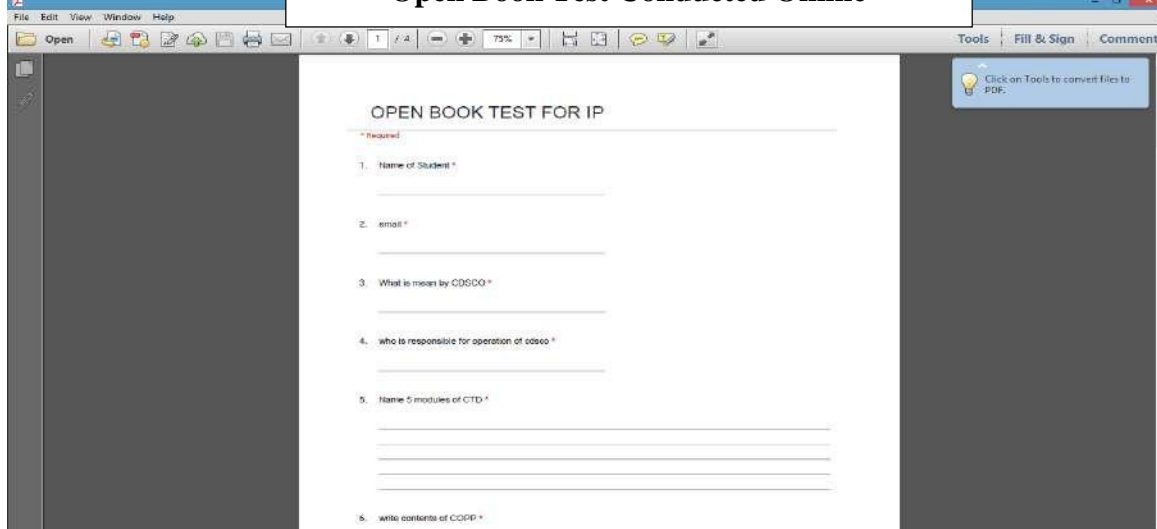 Open Book Test Conducted Online
File Edit View Window Help
Open 1 / 4 75% Tools Fill & Sign Comment
Click on Tools to convert files to
PDF.
OPEN BOOK TEST FOR IP
* Required
1. Name of Student *
2. email *
3. What is mean by CDSCO *
4. who is responsible for operation of cdsco *
5. Name 5 modules of CTD *
6. write contents of COPP *